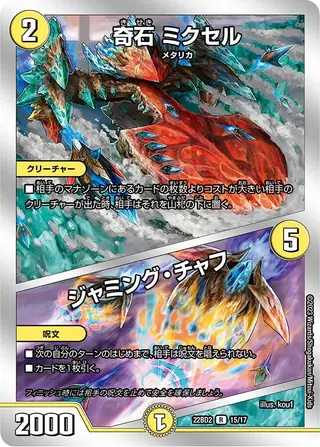 2
きせき
奇石 ミクセル
メタリカ
クリーチャー
■相手のマナゾーンにあるカードの枚数よりコストが大きい相手の
クリーチャーが出た時、相手はそれを山札の下に置く。
5
ジャミング・チャフ
呪文
■次の自分のターンのはじめまで、相手は呪文を唱えられない。
■カードを1枚引く。
フィニッシュ時には相手の呪文を止めて安全を確保しましょう。
illus. kou1
2000
1
22BD2 R 15/17